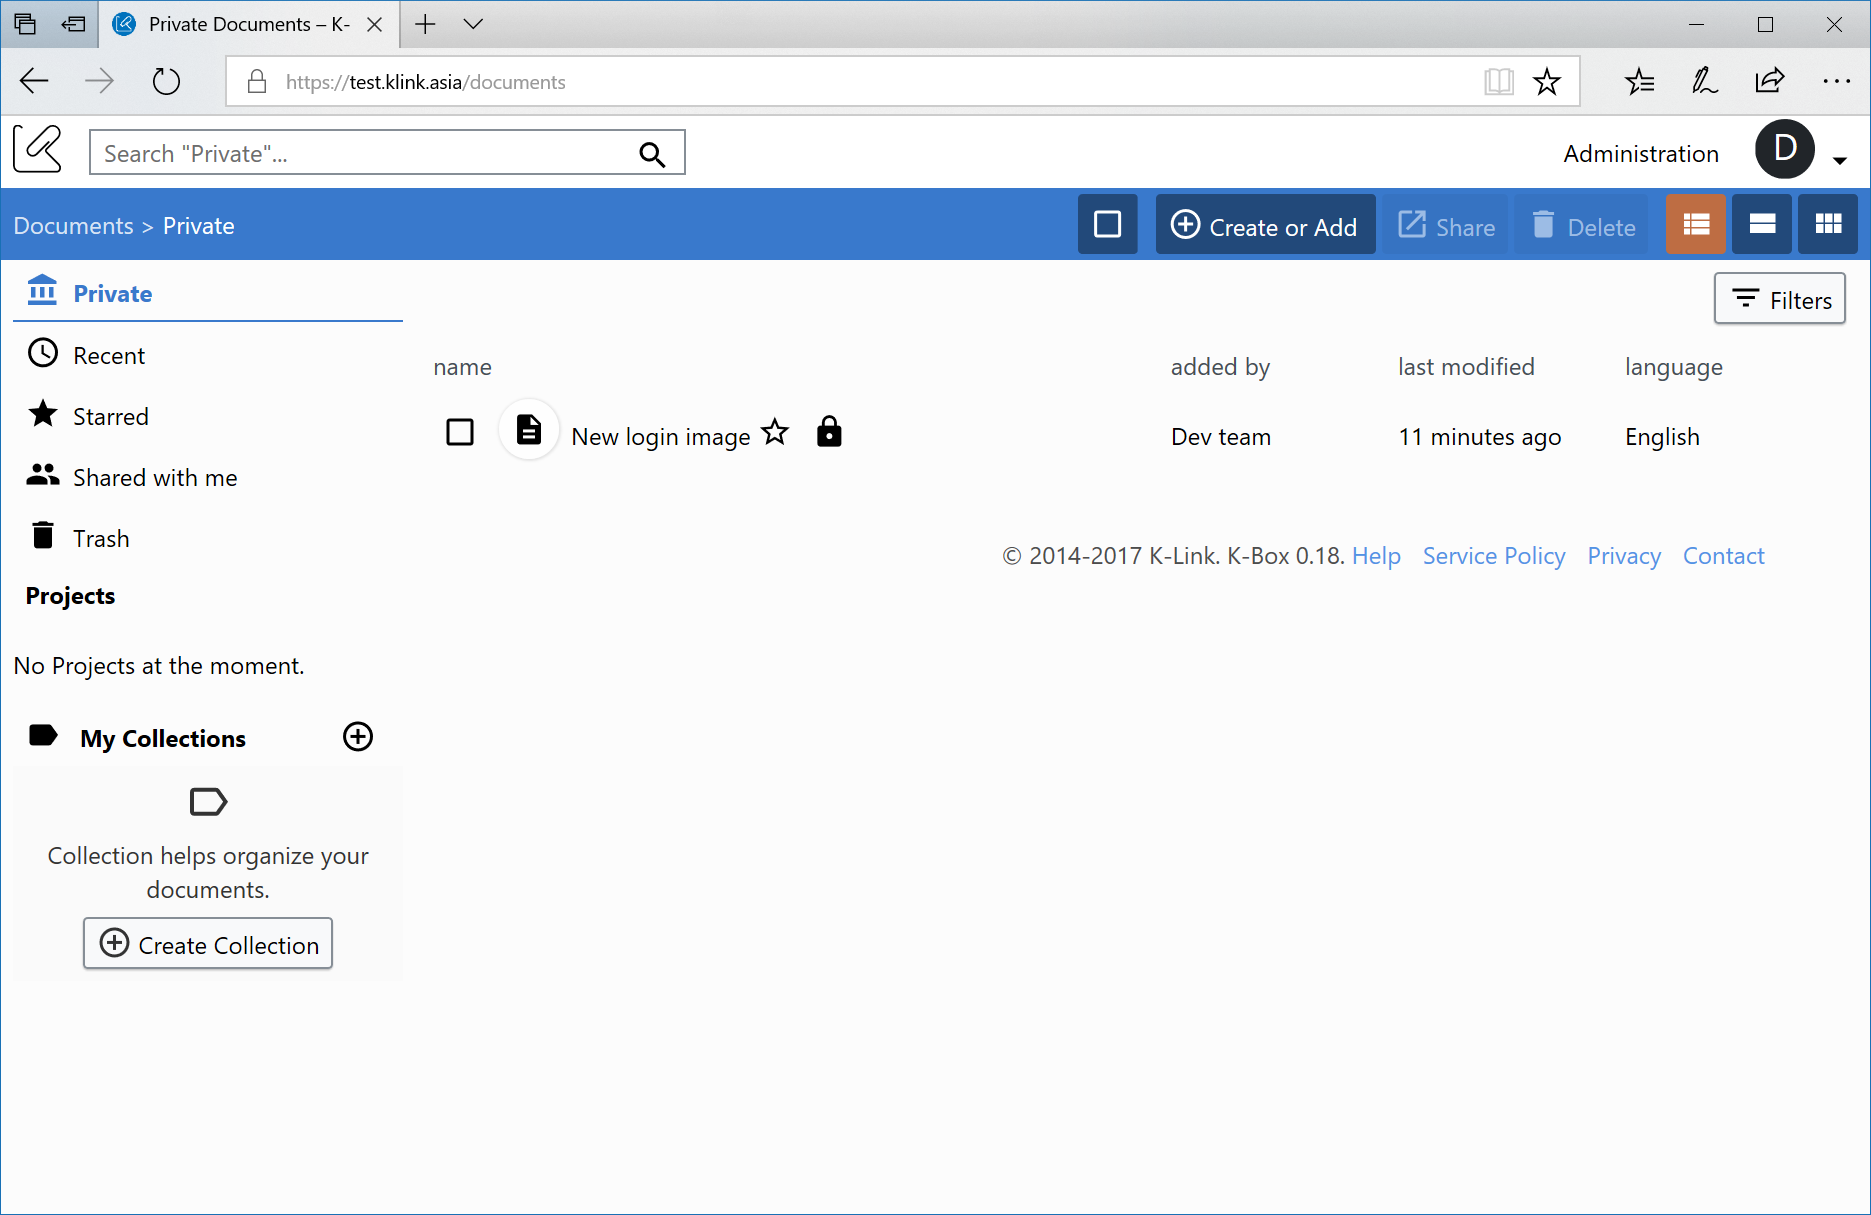 Private Documents – K-
https://test.klink.asia/documents
Search "Private"...
Administration
D
Documents > Private
Create or Add
Share
Delete
Private
Filters
Recent
Starred
Shared with me
Trash
name added by last modified language
New login image Dev team 11 minutes ago English
© 2014-2017 K-Link. K-Box 0.18. Help Service Policy Privacy Contact
Projects
No Projects at the moment.
My Collections
Collection helps organize your
documents.
Create Collection